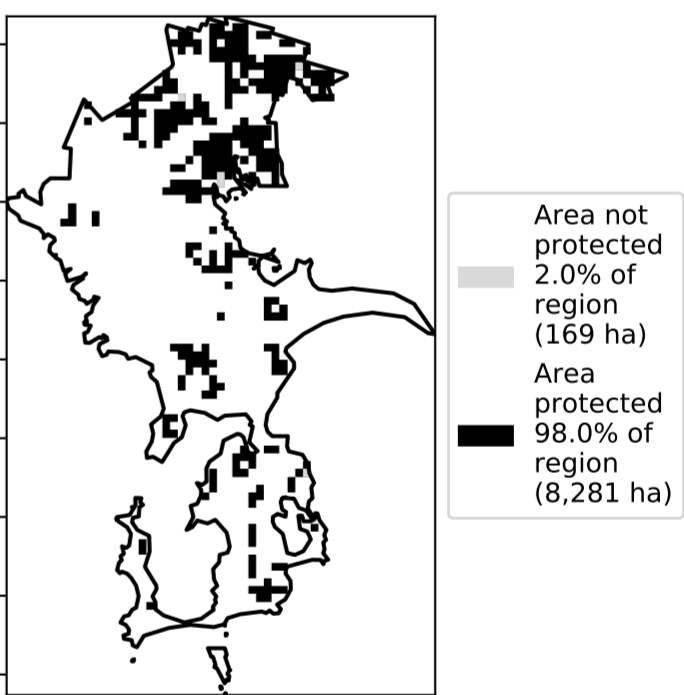 Area not
protected
2.0% of
region
(169 ha)
Area
protected
98.0% of
region
(8,281 ha)